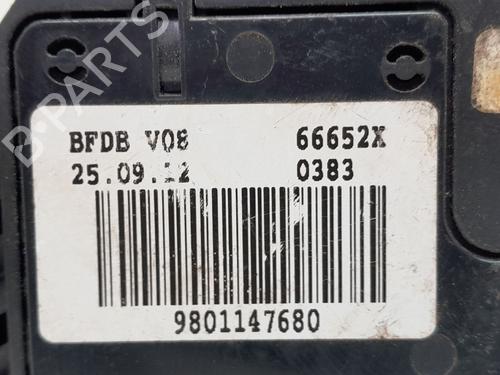 B-PARTS
BFDB V08 66652X
25.09.12 0383
9801147680